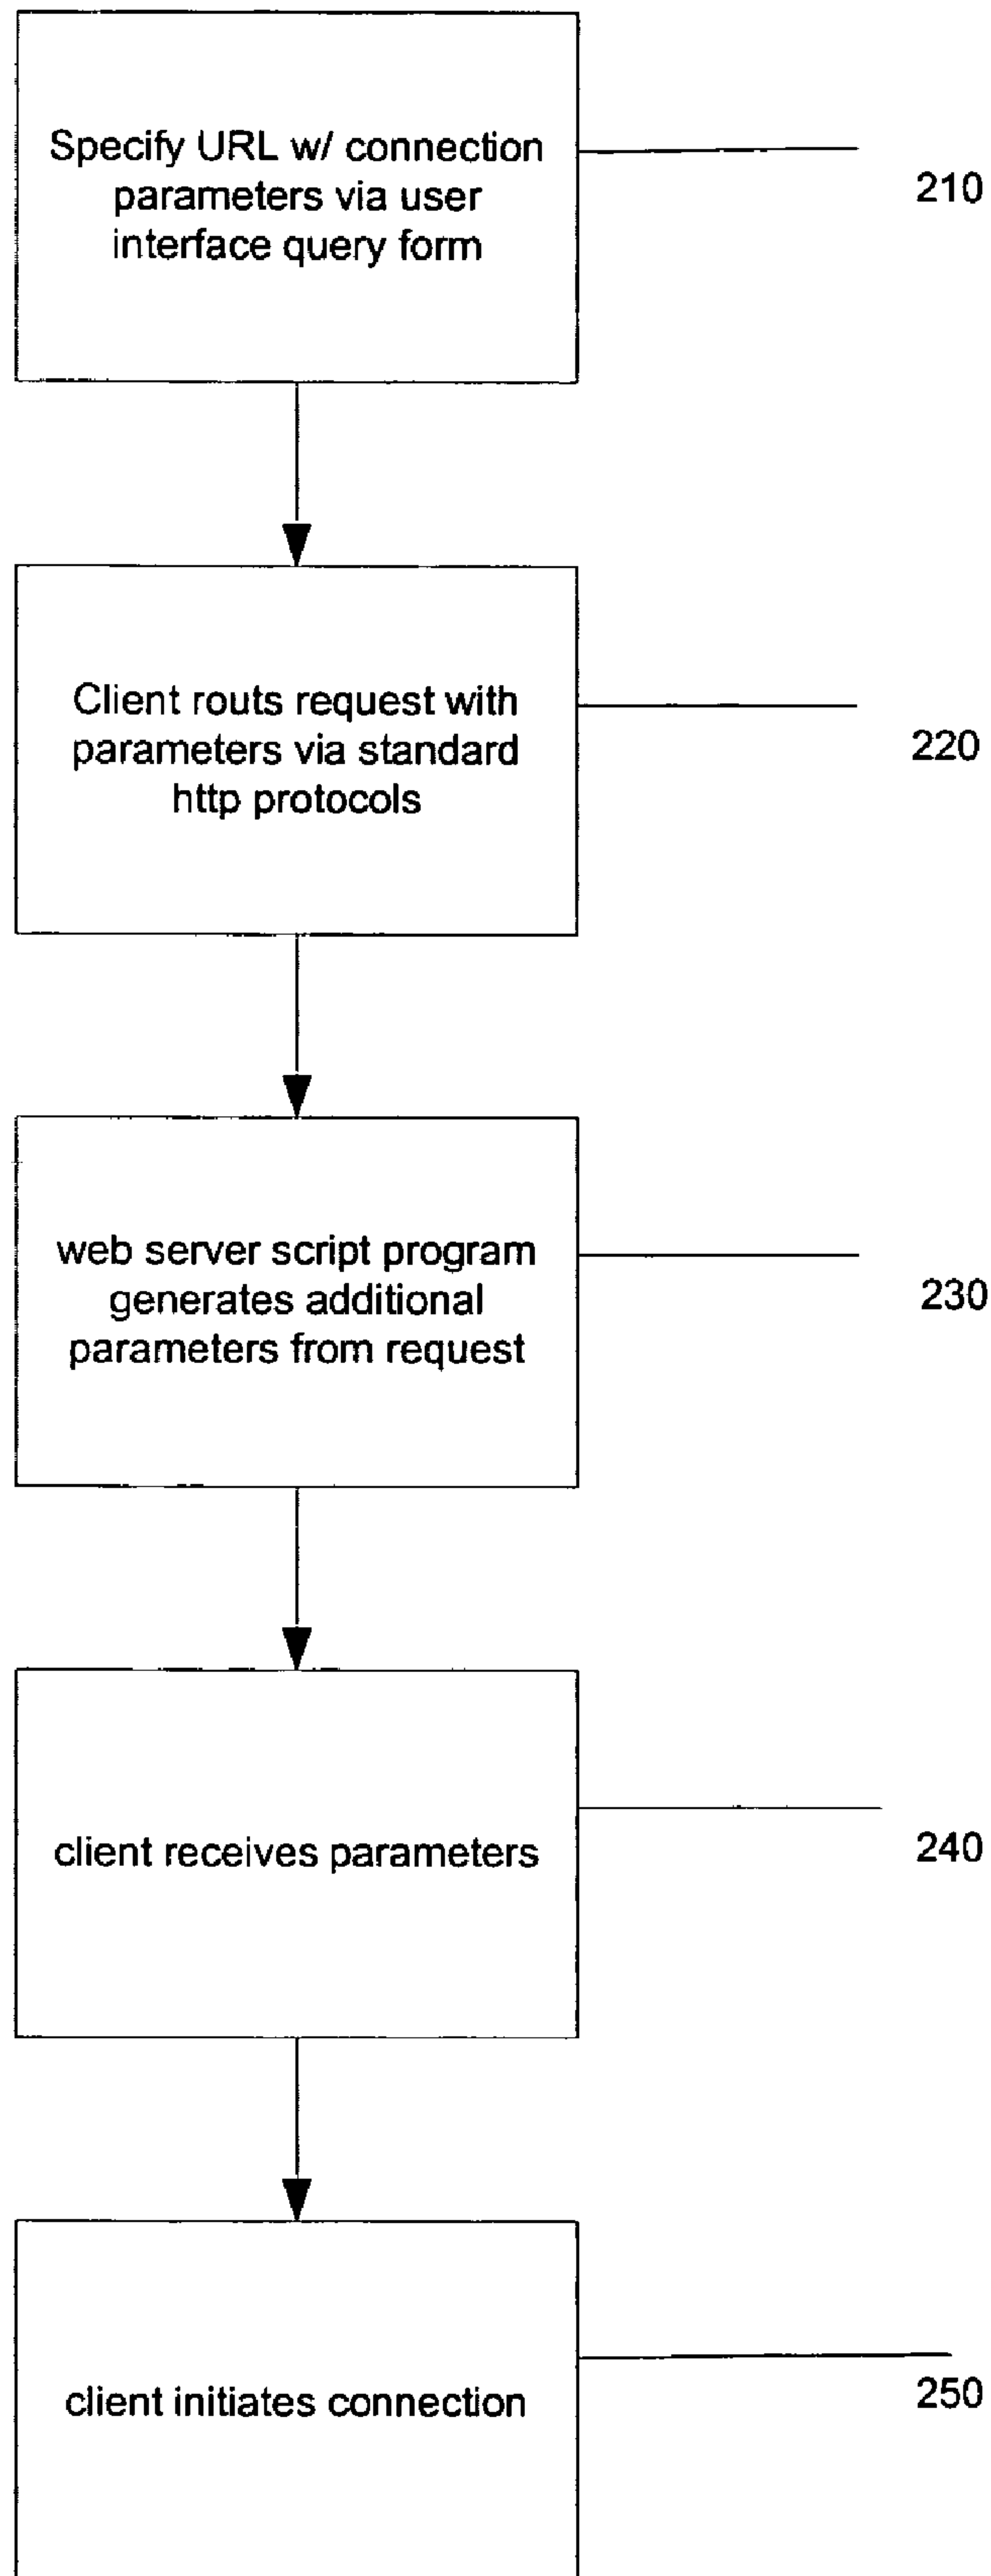 Specify URL w/ connection
parameters via user
interface query form
210
Client routs request with
parameters via standard
http protocols
220
web server script program
generates additional
parameters from request
230
client receives parameters
240
client initiates connection
250